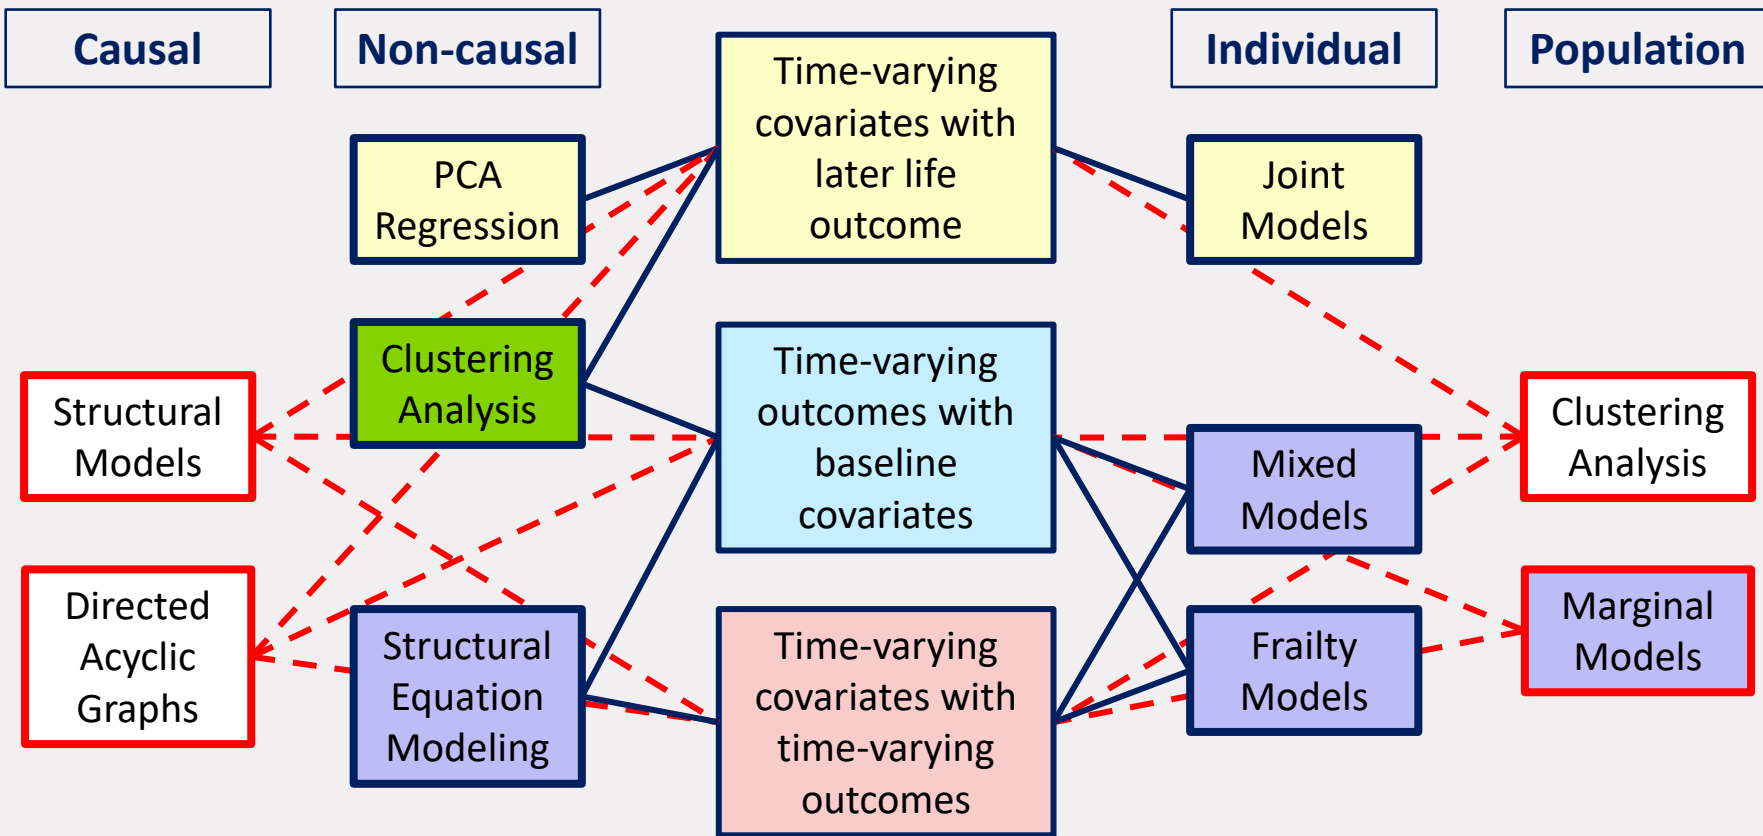 Causal
Non-causal
Individual
Population
Time-varying
covariates with
later life
outcome
PCA
Regression
Joint
Models
Clustering
Analysis
Time-varying
outcomes with
baseline
covariates
Structural
Models
Mixed
Models
Clustering
Analysis
Directed
Acyclic
Graphs
Structural
Equation
Modeling
Time-varying
covariates with
time-varying
outcomes
Frailty
Models
Marginal
Models